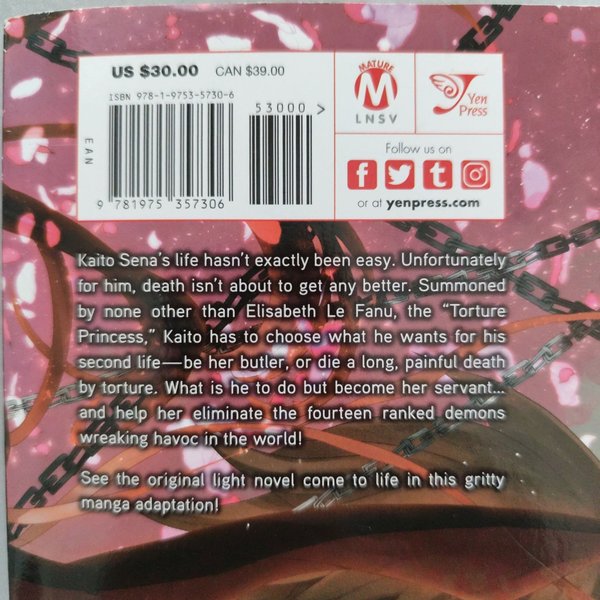 US $30.00 CAN $39.00
ISBN 978-1-9753-5730-6
53000 >
EAN
9 781975 357306
MATURE
M
LNSV
Yen
Press
Follow us on
or at yenpress.com
Kaito Sena's life hasn't exactly been easy. Unfortunately
for him, death isn't about to get any better. Summoned
by none other than Elisabeth Le Fanu, the “Torture
Princess,” Kaito has to choose what he wants for his
second life—be her butler, or die a long, painful death
by torture. What is he to do but become her servant...
and help her eliminate the fourteen ranked demons
wreaking havoc in the world!
See the original light novel come to life in this gritty
manga adaptation!